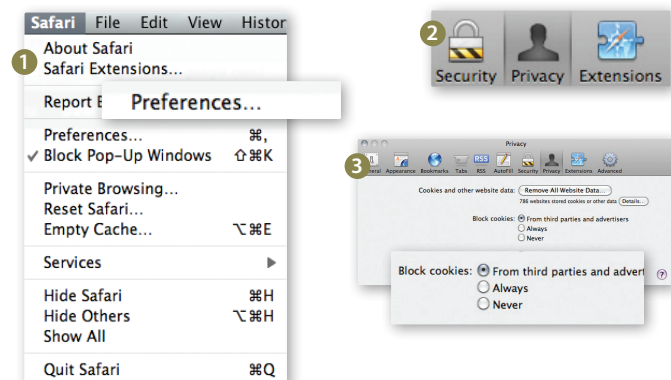 1
Safari File Edit View Histor
About Safari
Safari Extensions...
Report
Preferences...
Preferences... ⌘,
✓ Block Pop-Up Windows ⇧⌘K
Private Browsing...
Reset Safari...
Empty Cache... ⌥⌘E
Services ▶
Hide Safari ⌘H
Hide Others ⌥⌘H
Show All
Quit Safari ⌘Q
2
Security Privacy Extensions
3
Privacy
Appearance Bookmarks Tabs RSS AutoFill Security Privacy Extensions Advanced
RSS
Cookies and other website data: Remove All Website Data...
786 websites stored cookies or other data Details...
Block cookies: From third parties and advertisers
Always
Never
Block cookies: From third parties and advert
Always
Never
?